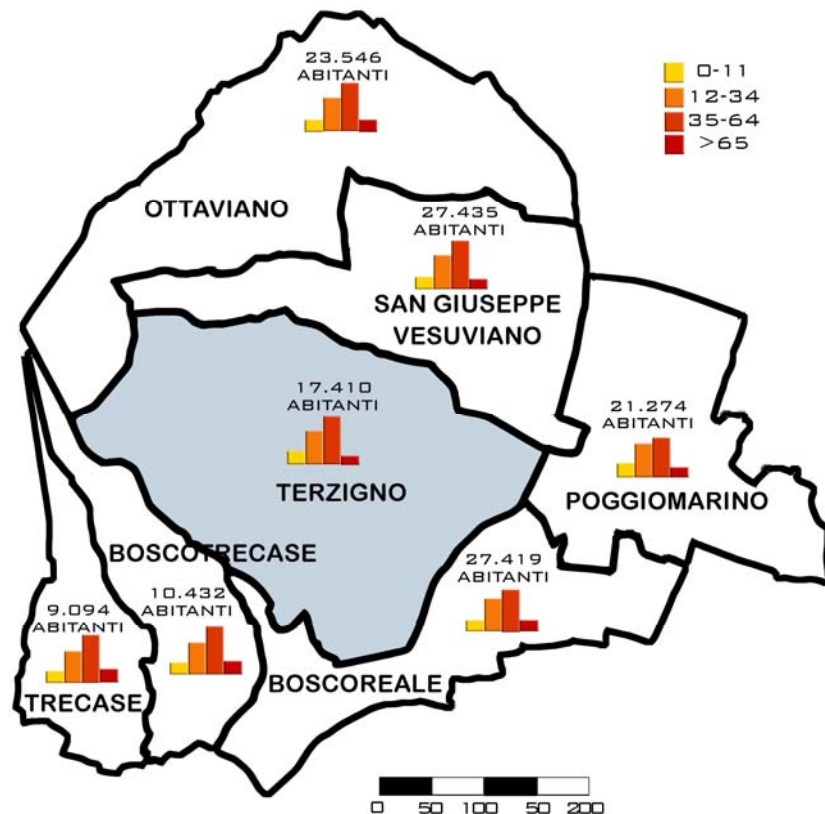 23.546
ABITANTI
0-11
12-34
35-64
>65
OTTAVIANO
27.435
ABITANTI
SAN GIUSEPPE
VESUVIANO
17.410
ABITANTI
TERZIGNO
21.274
ABITANTI
POGGIOMARINO
BOSCOTRECASE
27.419
ABITANTI
9.094
ABITANTI
10.432
ABITANTI
TRECASE
BOSCOREALE
0 50 100 50 200